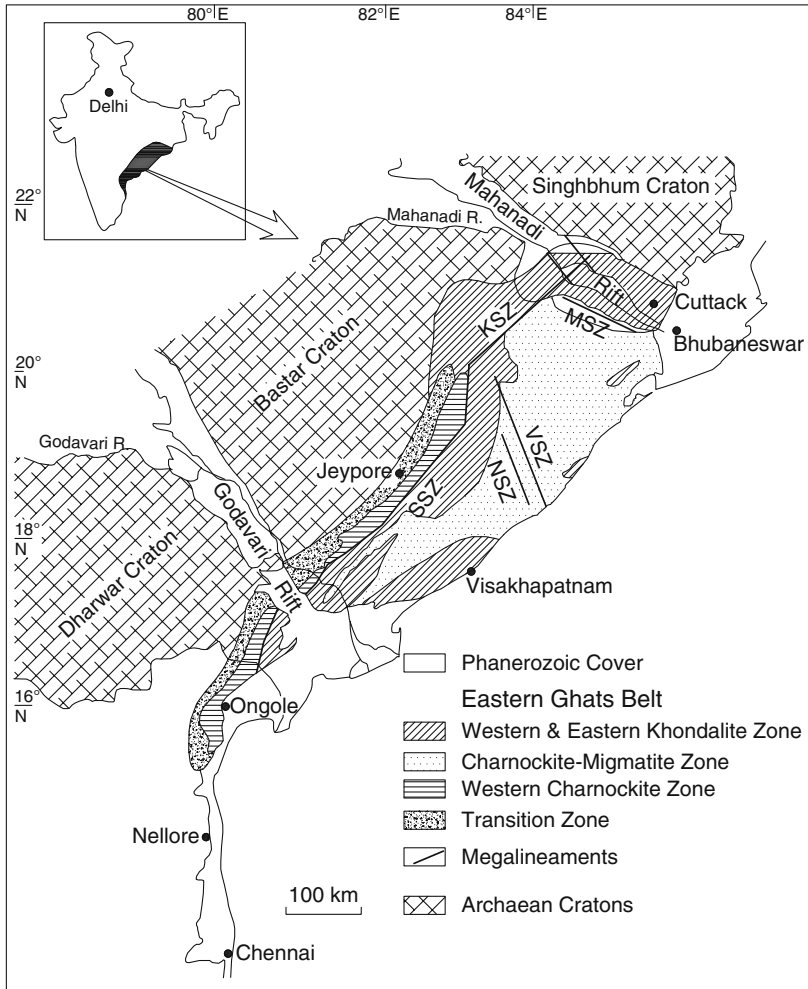 80°E 82°E 84°E
Delhi
22°
N
Singhbhum Craton
Mahanadi
Mahanadi R.
Rift
Cuttack
KSZ
MSZ
Bhubaneswar
20°
N
Bastar Craton
Godavari R.
Jeypore
VSZ
NSZ
SSZ
Godavari
Rift
18°
N
Dharwar Craton
Visakhapatnam
16°
N
Ongole
Nellore
Chennai
100 km
Phanerozoic Cover
Eastern Ghats Belt
Western & Eastern Khondalite Zone
Charnockite-Migmatite Zone
Western Charnockite Zone
Transition Zone
Megalineaments
Archaean Cratons